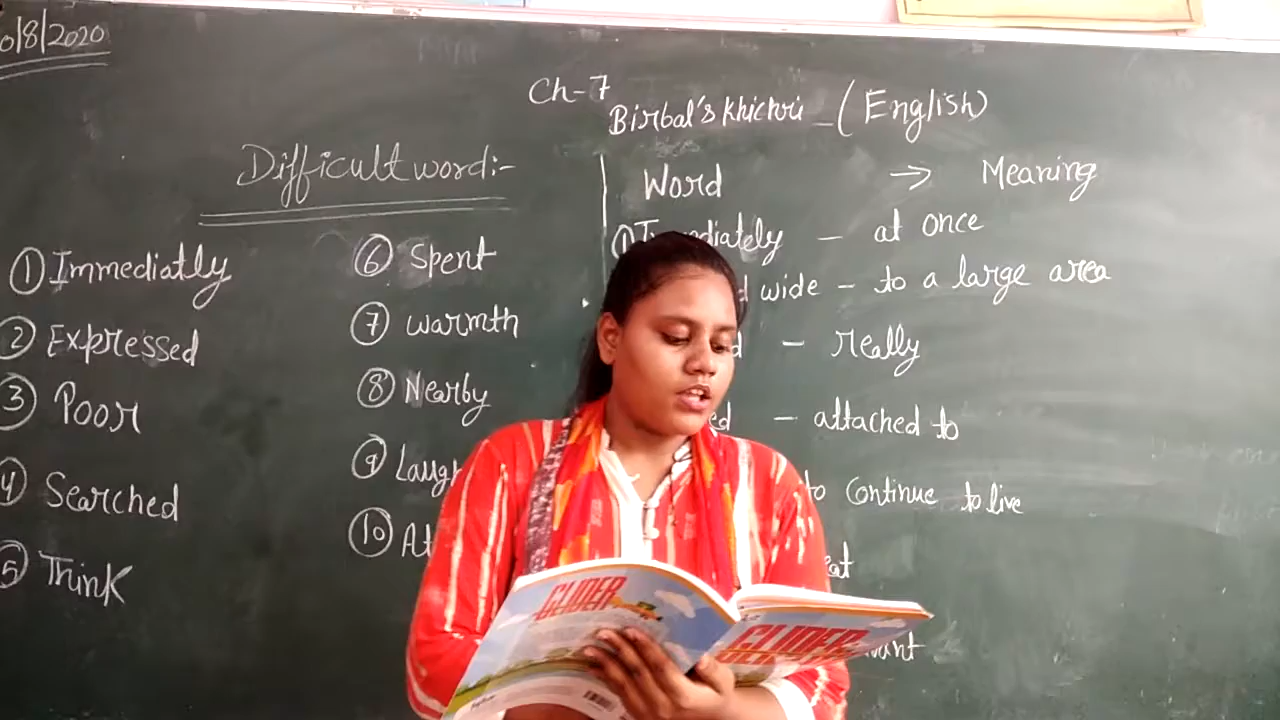 0/8/2020
Ch-7
Birbal's khichri - (English)
Difficult word:-
① Immediatly
② Expressed
③ Poor
④ Searched
⑤ Think
⑥ Spent
⑦ warmth
⑧ Nearby
⑨ Laugh
⑩ At
Word → Meaning
① Immediately - at once
wide - to a large area
- really
- attached to
to continue to live
GLIDER
GLIDER